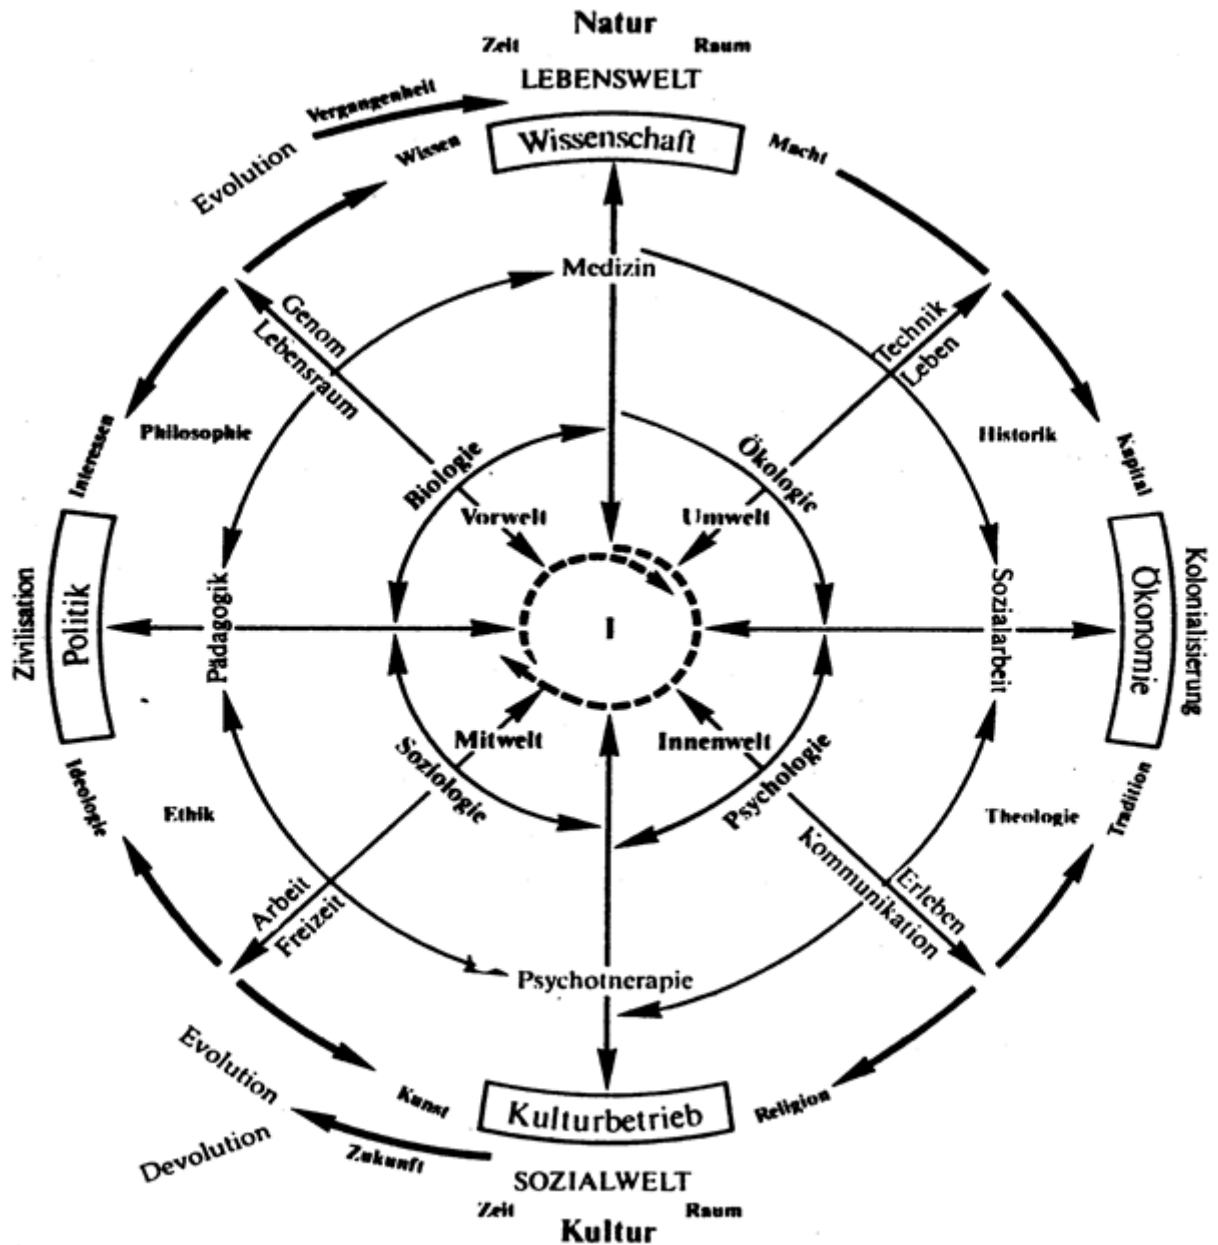 Natur
Zeit Raum
LEBENSWELT
Vergangenheit
Wissenschaft
Wissen
Macht
Evolution
Medizin
Genom
Lebensraum
Technik
Leben
Philosophie
Historik
Interessen
Kapital
Biologie
Ökologie
Vorwelt
Umwelt
Zivilisation
Politik
Pädagogik
I
Sozialarbeit
Ökonomie
Kolonialisierung
Mitwelt
Innenwelt
Soziologie
Psychologie
Ideologie
Ethik
Theologie
Tradition
Arbeit
Freizeit
Erleben
Kommunikation
Psychotnerapie
Evolution
Devolution
Kunst
Kulturbetrieb
Religion
Zukunft
SOZIALWELT
Zeit Raum
Kultur